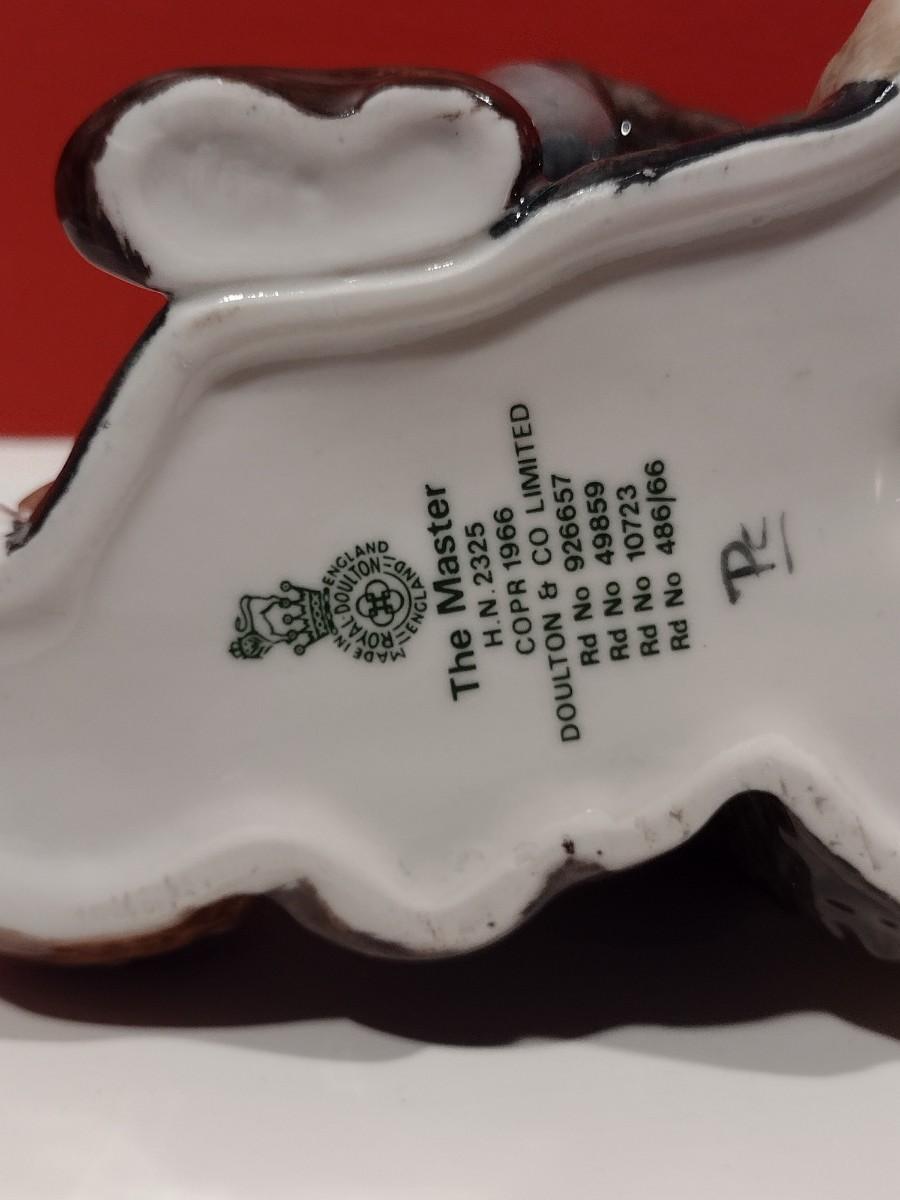 MADE IN ENGLAND
ROYAL·DOULTON
ENGLAND
The Master
H.N. 2325
COPR 1966
DOULTON & CO LIMITED
Rd No 926657
Rd No 49859
Rd No 10723
Rd No 486/66